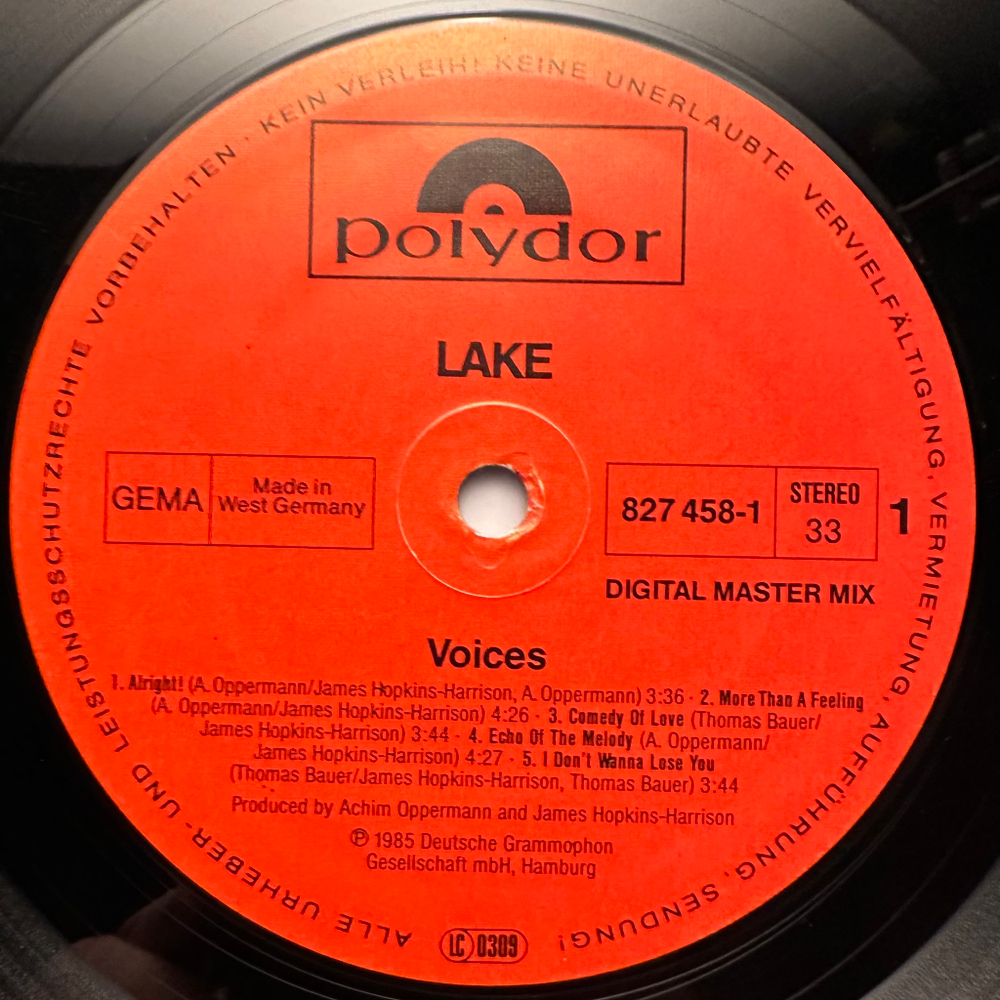 ALLE URHEBER- UND LEISTUNGSSCHUTZRECHTE VORBEHALTEN · KEIN VERLEIH! KEINE UNERLAUBTE VERVIELFÄLTIGUNG, VERMIETUNG, AUFFÜHRUNG, SENDUNG!
polydor
LAKE
GEMA
Made in
West Germany
827 458-1
STEREO
33
1
DIGITAL MASTER MIX
Voices
1. Alright! (A. Oppermann/James Hopkins-Harrison, A. Oppermann) 3:36 · 2. More Than A Feeling
(A. Oppermann/James Hopkins-Harrison) 4:26 · 3. Comedy Of Love (Thomas Bauer/
James Hopkins-Harrison) 3:44 · 4. Echo Of The Melody (A. Oppermann/
James Hopkins-Harrison) 4:27 · 5. I Don't Wanna Lose You
(Thomas Bauer/James Hopkins-Harrison, Thomas Bauer) 3:44
Produced by Achim Oppermann and James Hopkins-Harrison
℗ 1985 Deutsche Grammophon
Gesellschaft mbH, Hamburg
LC 0309